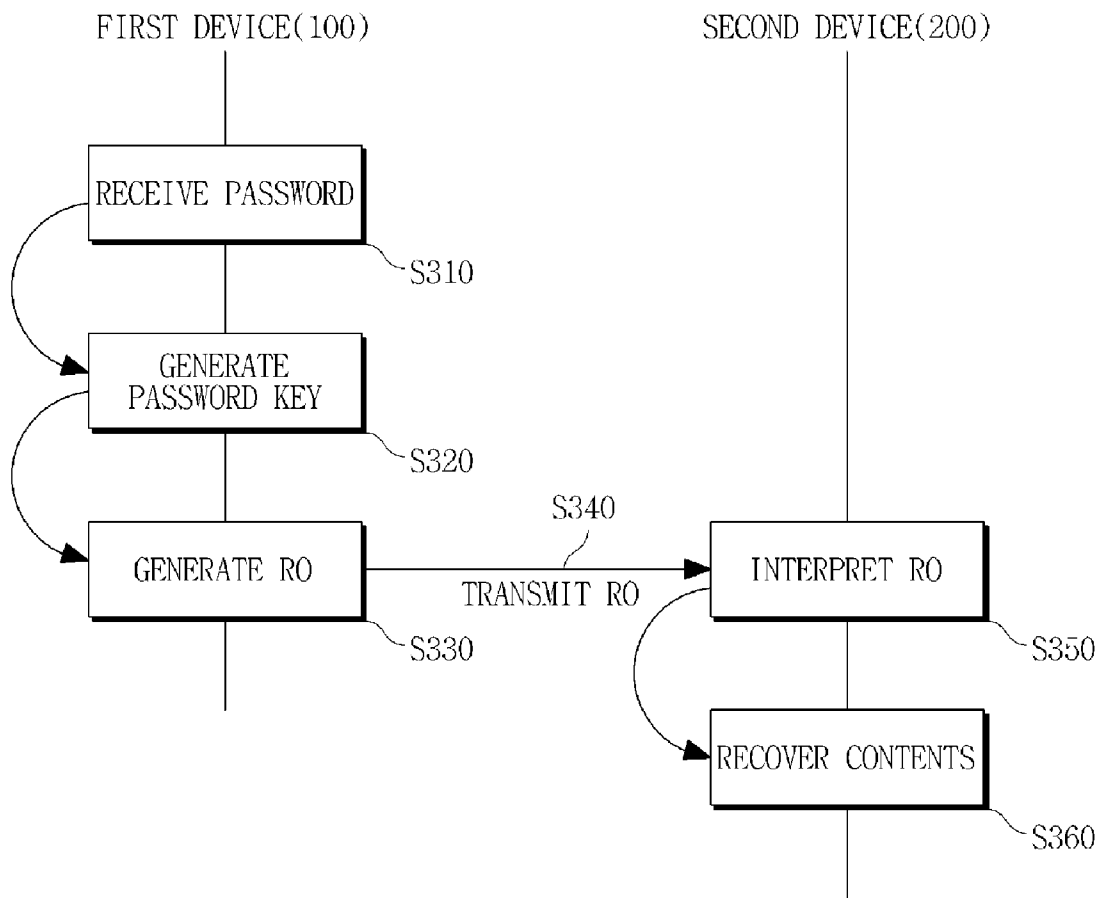 FIRST DEVICE(100)
SECOND DEVICE(200)
RECEIVE PASSWORD
S310
GENERATE
PASSWORD KEY
S320
S340
GENERATE RO
TRANSMIT RO
INTERPRET RO
S330
S350
RECOVER CONTENTS
S360